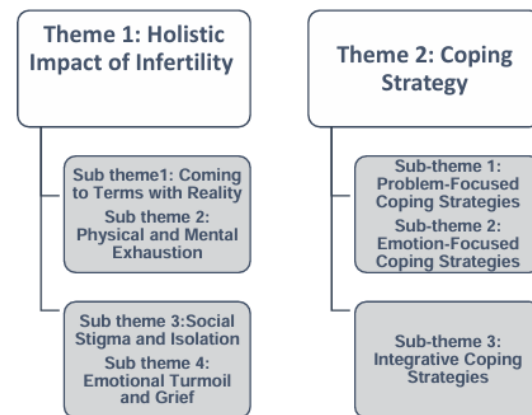 Theme 1: Holistic
Impact of Infertility
Sub theme1: Coming
to Terms with Reality
Sub theme 2:
Physical and Mental
Exhaustion
Sub theme 3:Social
Stigma and Isolation
Sub theme 4:
Emotional Turmoil
and Grief
Theme 2: Coping
Strategy
Sub-theme 1:
Problem-Focused
Coping Strategies
Sub-theme 2:
Emotion-Focused
Coping Strategies
Sub-theme 3:
Integrative Coping
Strategies